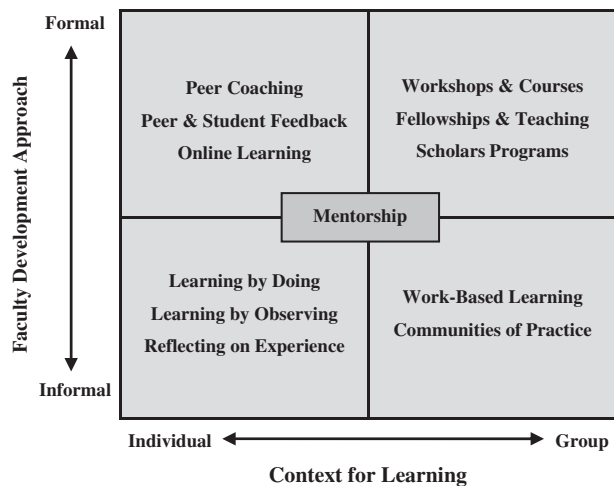 Formal
Peer Coaching
Peer & Student Feedback
Online Learning
Workshops & Courses
Fellowships & Teaching
Scholars Programs
Faculty Development Approach
Mentorship
Learning by Doing
Learning by Observing
Reflecting on Experience
Work-Based Learning
Communities of Practice
Informal
Individual
Group
Context for Learning